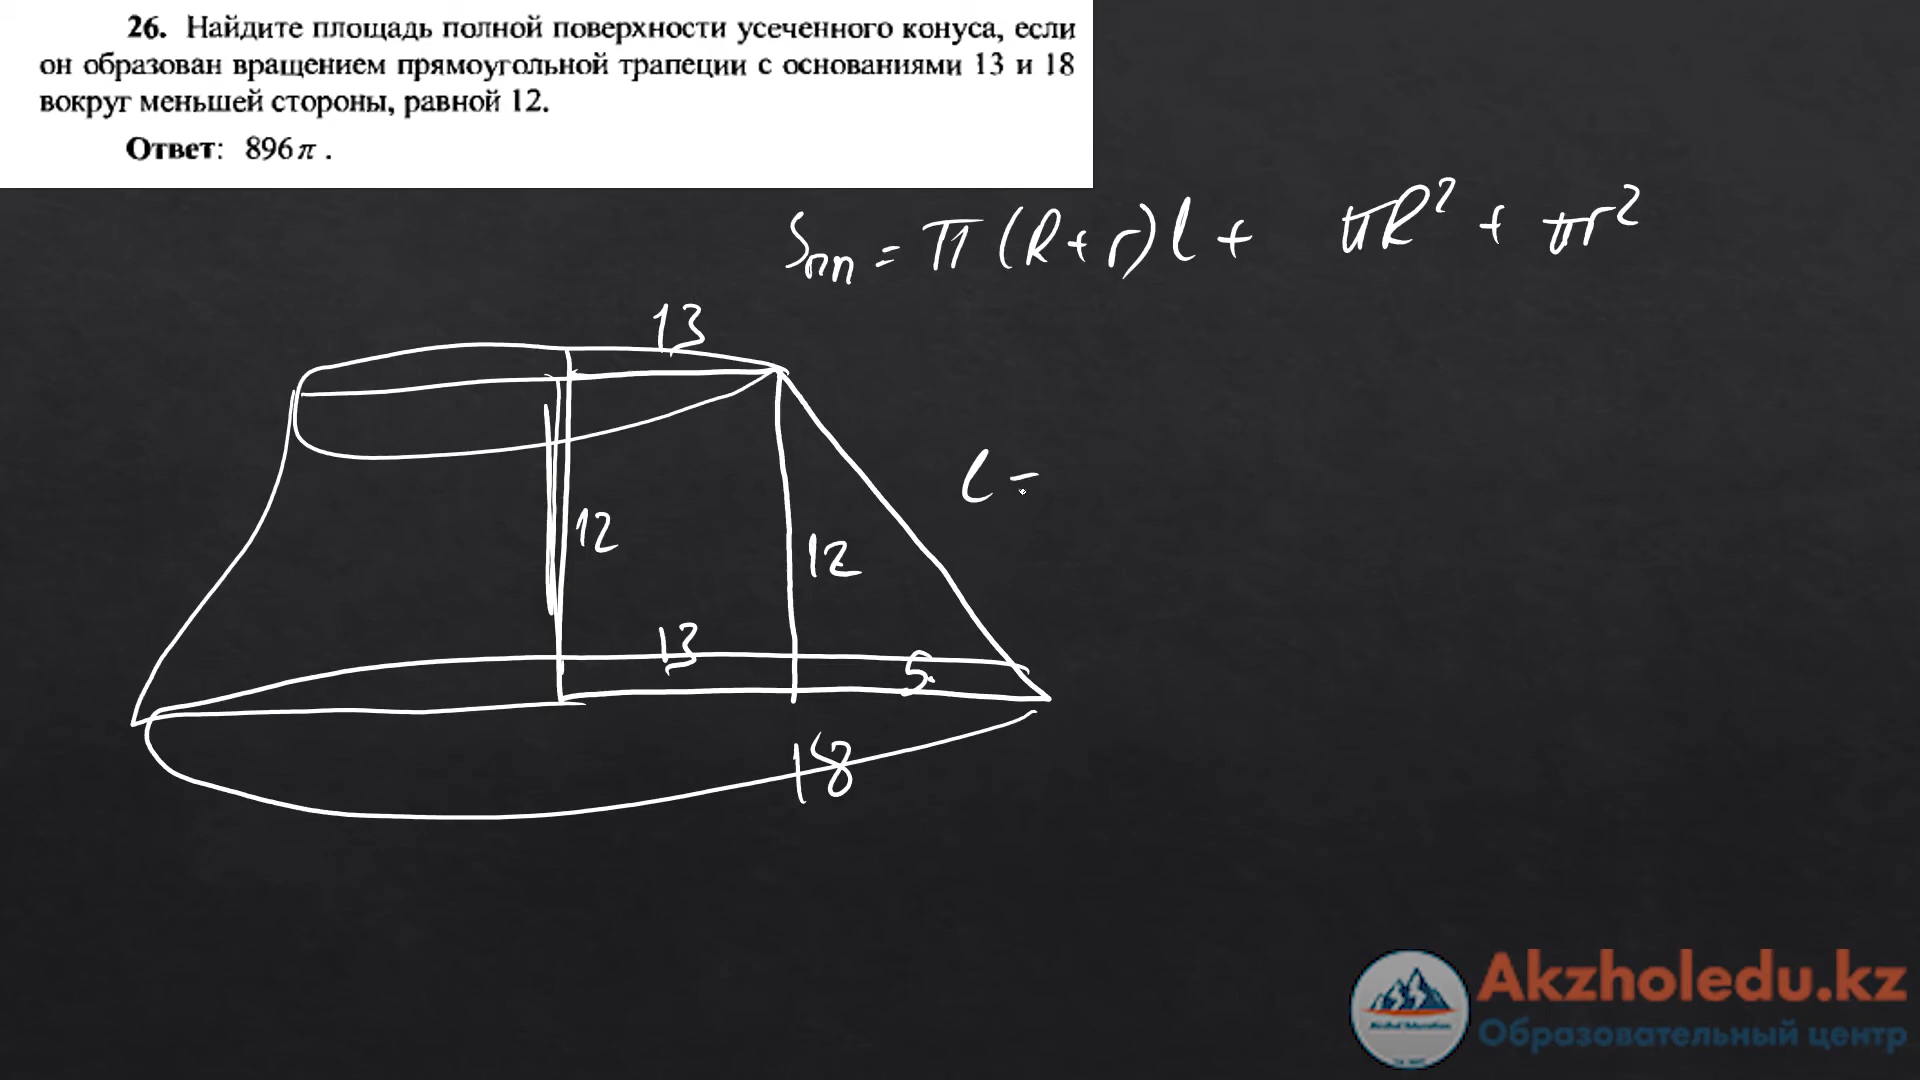 26. Найдите площадь полной поверхности усеченного конуса, если
он образован вращением прямоугольной трапеции с основаниями 13 и 18
вокруг меньшей стороны, равной 12.
Ответ: 896π .
Sпп = π (R+r)l + πR² + πr²
13
l =
12
12
13
5
18
Akzholedu.kz
Образовательный центр